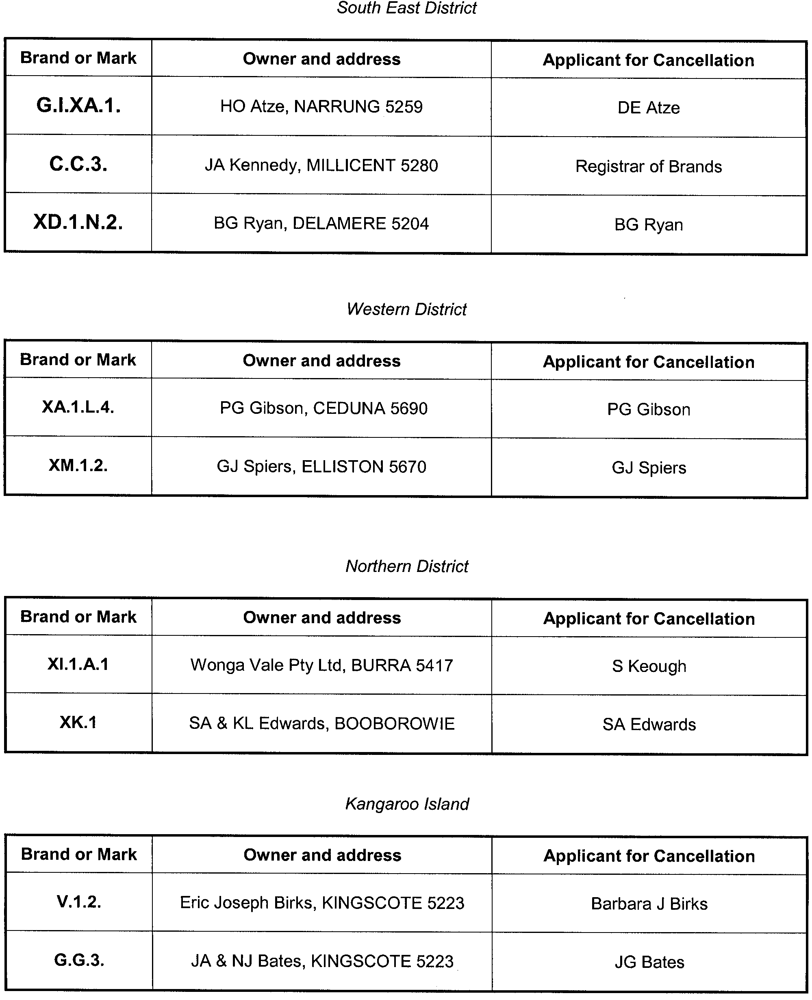 South East District
Brand or Mark Owner and address Applicant for Cancellation
G.I.XA.1. HO Atze, NARRUNG 5259 DE Atze
C.C.3. JA Kennedy, MILLICENT 5280 Registrar of Brands
XD.1.N.2. BG Ryan, DELAMERE 5204 BG Ryan
Western District
Brand or Mark Owner and address Applicant for Cancellation
XA.1.L.4. PG Gibson, CEDUNA 5690 PG Gibson
XM.1.2. GJ Spiers, ELLISTON 5670 GJ Spiers
Northern District
Brand or Mark Owner and address Applicant for Cancellation
XI.1.A.1 Wonga Vale Pty Ltd, BURRA 5417 S Keough
XK.1 SA & KL Edwards, BOOBOROWIE SA Edwards
Kangaroo Island
Brand or Mark Owner and address Applicant for Cancellation
V.1.2. Eric Joseph Birks, KINGSCOTE 5223 Barbara J Birks
G.G.3. JA & NJ Bates, KINGSCOTE 5223 JG Bates